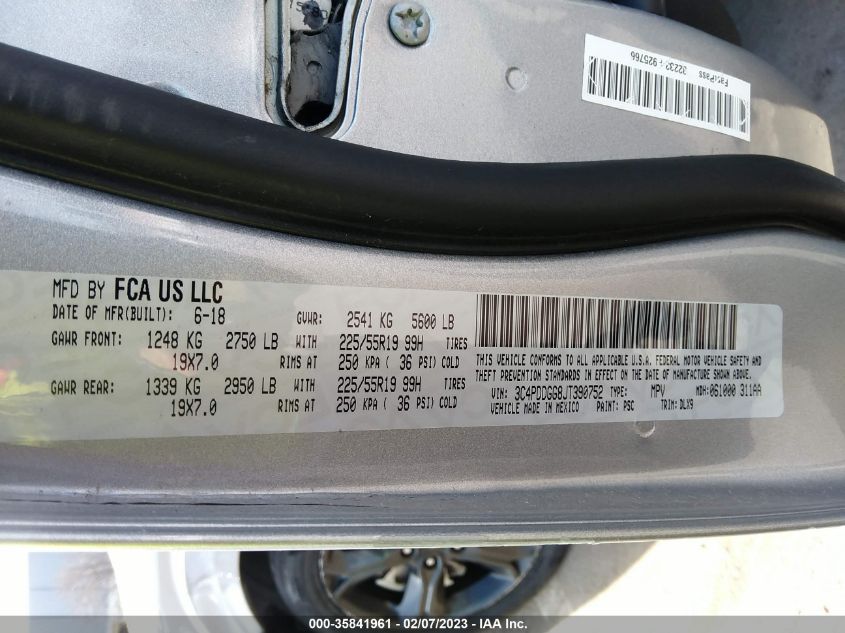 FastPass 925766
MFD BY FCA US LLC
DATE OF MFR(BUILT): 6-18 GVWR: 2541 KG 5600 LB
GAWR FRONT: 1248 KG 2750 LB WITH 225/55R19 99H TIRES
19X7.0 RIMS AT 250 KPA ( 36 PSI) COLD
GAWR REAR: 1339 KG 2950 LB WITH 225/55R19 99H TIRES
19X7.0 RIMS AT 250 KPA ( 36 PSI) COLD
THIS VEHICLE CONFORMS TO ALL APPLICABLE U.S.A. FEDERAL MOTOR VEHICLE SAFETY AND
THEFT PREVENTION STANDARDS IN EFFECT ON THE DATE OF MANUFACTURE SHOWN ABOVE.
VIN: 3C4PDDGG8JT390752 TYPE: MPV MDH:061000 311AA
VEHICLE MADE IN MEXICO PAINT: PSC TRIM: DLX9
000-35841961 - 02/07/2023 - IAA Inc.